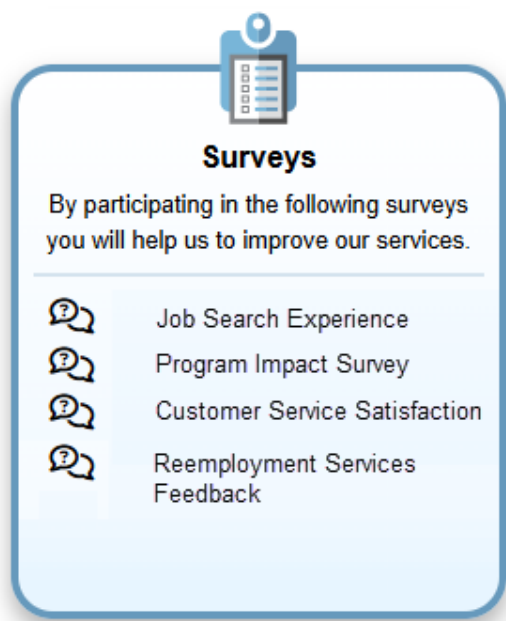 Surveys
By participating in the following surveys
you will help us to improve our services.
Job Search Experience
Program Impact Survey
Customer Service Satisfaction
Reemployment Services
Feedback